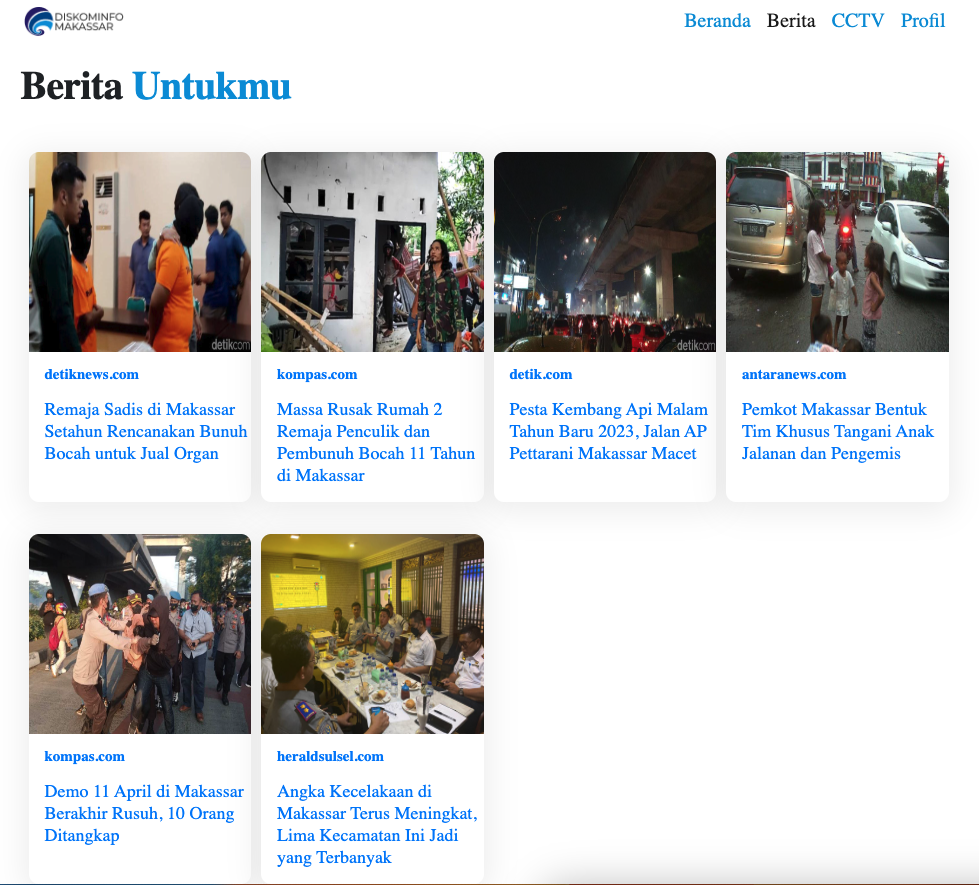 DISKOMINFO
MAKASSAR
Beranda Berita CCTV Profil
Berita Untukmu
detikcom
detikcom
detiknews.com
Remaja Sadis di Makassar
Setahun Rencanakan Bunuh
Bocah untuk Jual Organ
kompas.com
Massa Rusak Rumah 2
Remaja Penculik dan
Pembunuh Bocah 11 Tahun
di Makassar
detik.com
Pesta Kembang Api Malam
Tahun Baru 2023, Jalan AP
Pettarani Makassar Macet
antaranews.com
Pemkot Makassar Bentuk
Tim Khusus Tangani Anak
Jalanan dan Pengemis
kompas.com
Demo 11 April di Makassar
Berakhir Rusuh, 10 Orang
Ditangkap
heraldsulsel.com
Angka Kecelakaan di
Makassar Terus Meningkat,
Lima Kecamatan Ini Jadi
yang Terbanyak